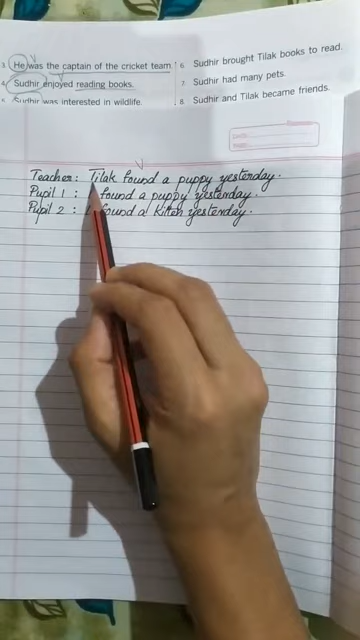 3. He was the captain of the cricket team.
4. Sudhir enjoyed reading books.
5. Sudhir was interested in wildlife.
6. Sudhir brought Tilak books to read.
7. Sudhir had many pets.
8. Sudhir and Tilak became friends.
Teacher: Tilak found a puppy yesterday.
Pupil 1: found a puppy yesterday.
Pupil 2: found a kitten yesterday.